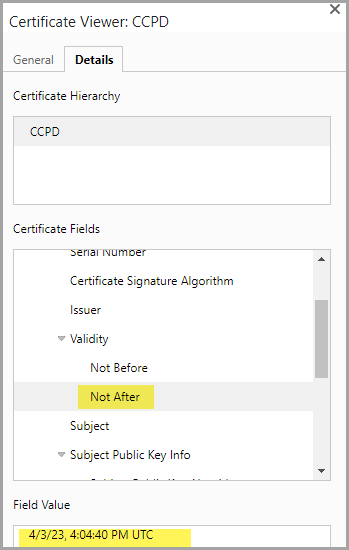 Certificate Viewer: CCPD
General
Details
Certificate Hierarchy
CCPD
Certificate Fields
Serial Number
Certificate Signature Algorithm
Issuer
Validity
Not Before
Not After
Subject
Subject Public Key Info
Field Value
4/3/23, 4:04:40 PM UTC